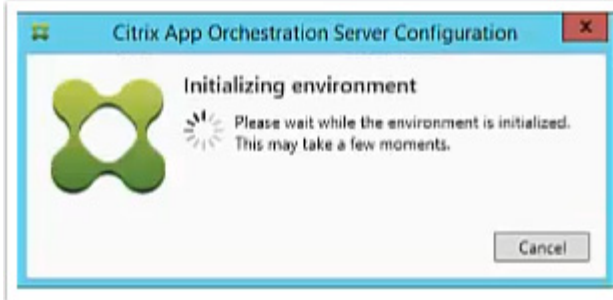 Citrix App Orchestration Server Configuration
x
Initializing environment
Please wait while the environment is initialized.
This may take a few moments.
Cancel